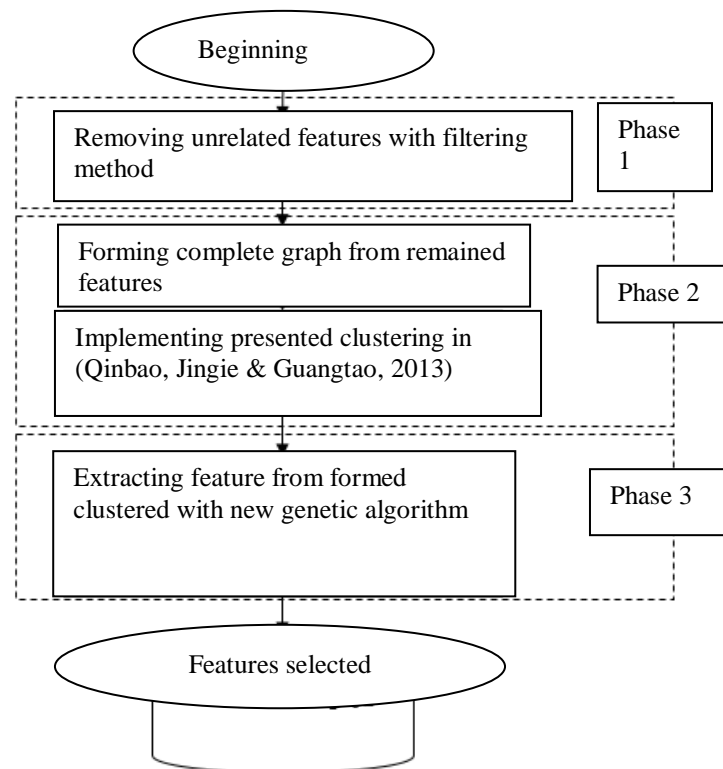 Beginning
Removing unrelated features with filtering
method
Phase
1
Forming complete graph from remained
features
Phase 2
Implementing presented clustering in
(Qinbao, Jingie & Guangtao, 2013)
Extracting feature from formed
clustered with new genetic algorithm
Phase 3
Features selected